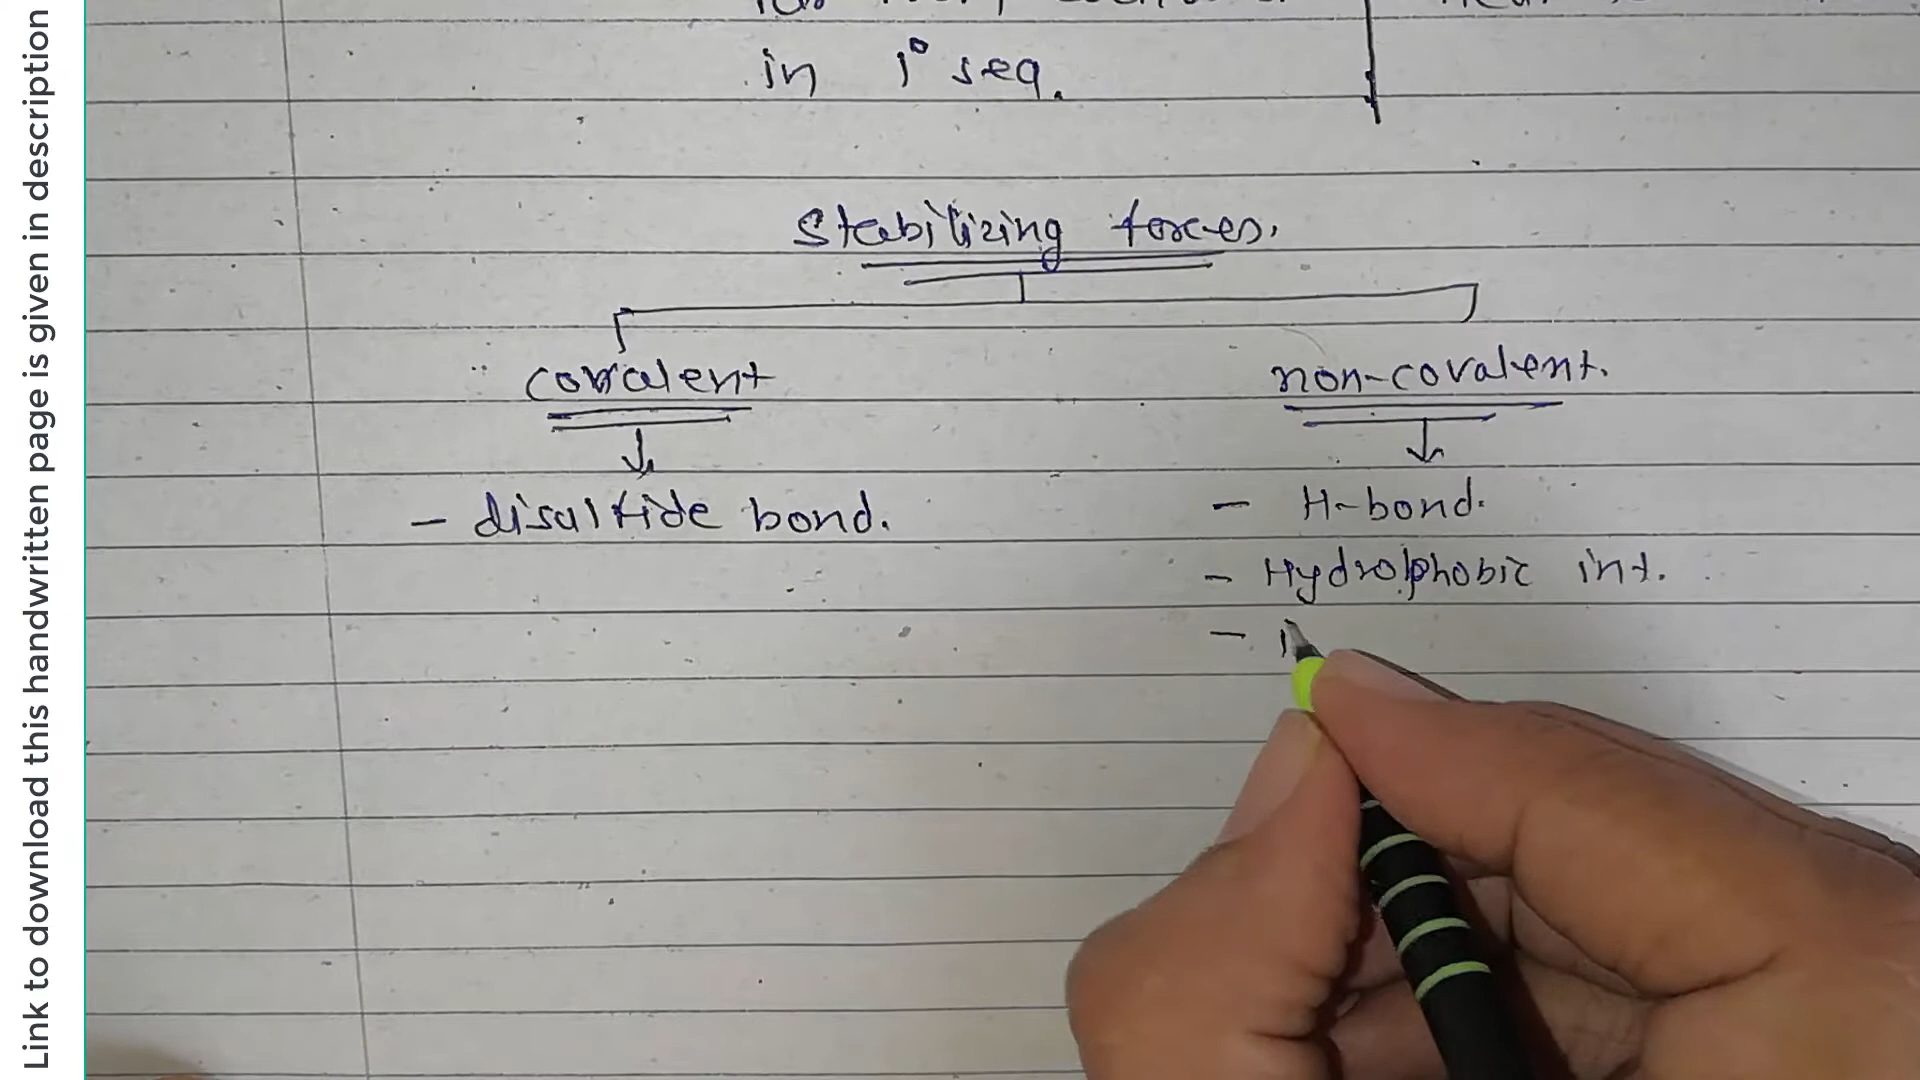 in 1° seq.
Stabilizing forces.
covalent
non-covalent.
- disulfide bond.
- H-bond.
- Hydrophobic int.
-
Link to download this handwritten page is given in description